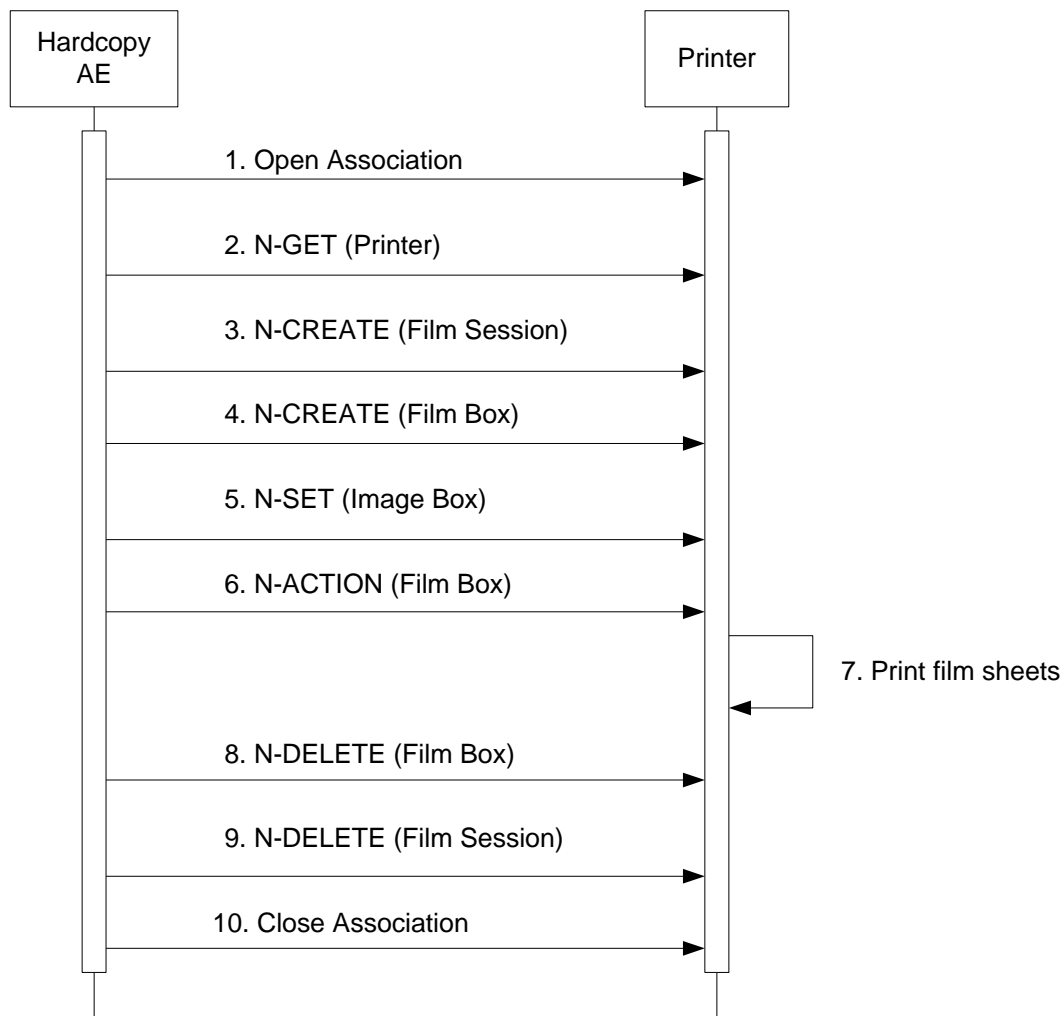 Hardcopy
AE
Printer
1. Open Association
2. N-GET (Printer)
3. N-CREATE (Film Session)
4. N-CREATE (Film Box)
5. N-SET (Image Box)
6. N-ACTION (Film Box)
7. Print film sheets
8. N-DELETE (Film Box)
9. N-DELETE (Film Session)
10. Close Association